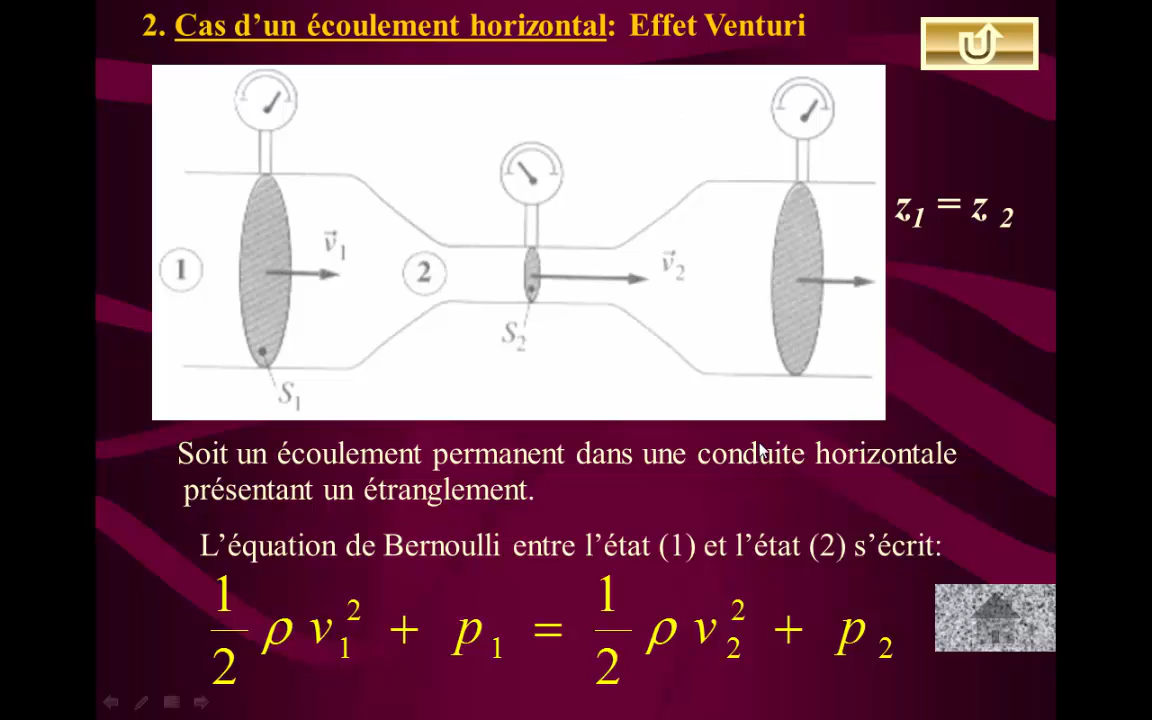 2. Cas d’un écoulement horizontal: Effet Venturi
z₁ = z ₂
1
v⃗₁
2
v⃗₂
S₂
S₁
Soit un écoulement permanent dans une conduite horizontale
présentant un étranglement.
L’équation de Bernoulli entre l’état (1) et l’état (2) s’écrit:
1/2 ρ v₁² + p₁ = 1/2 ρ v₂² + p₂